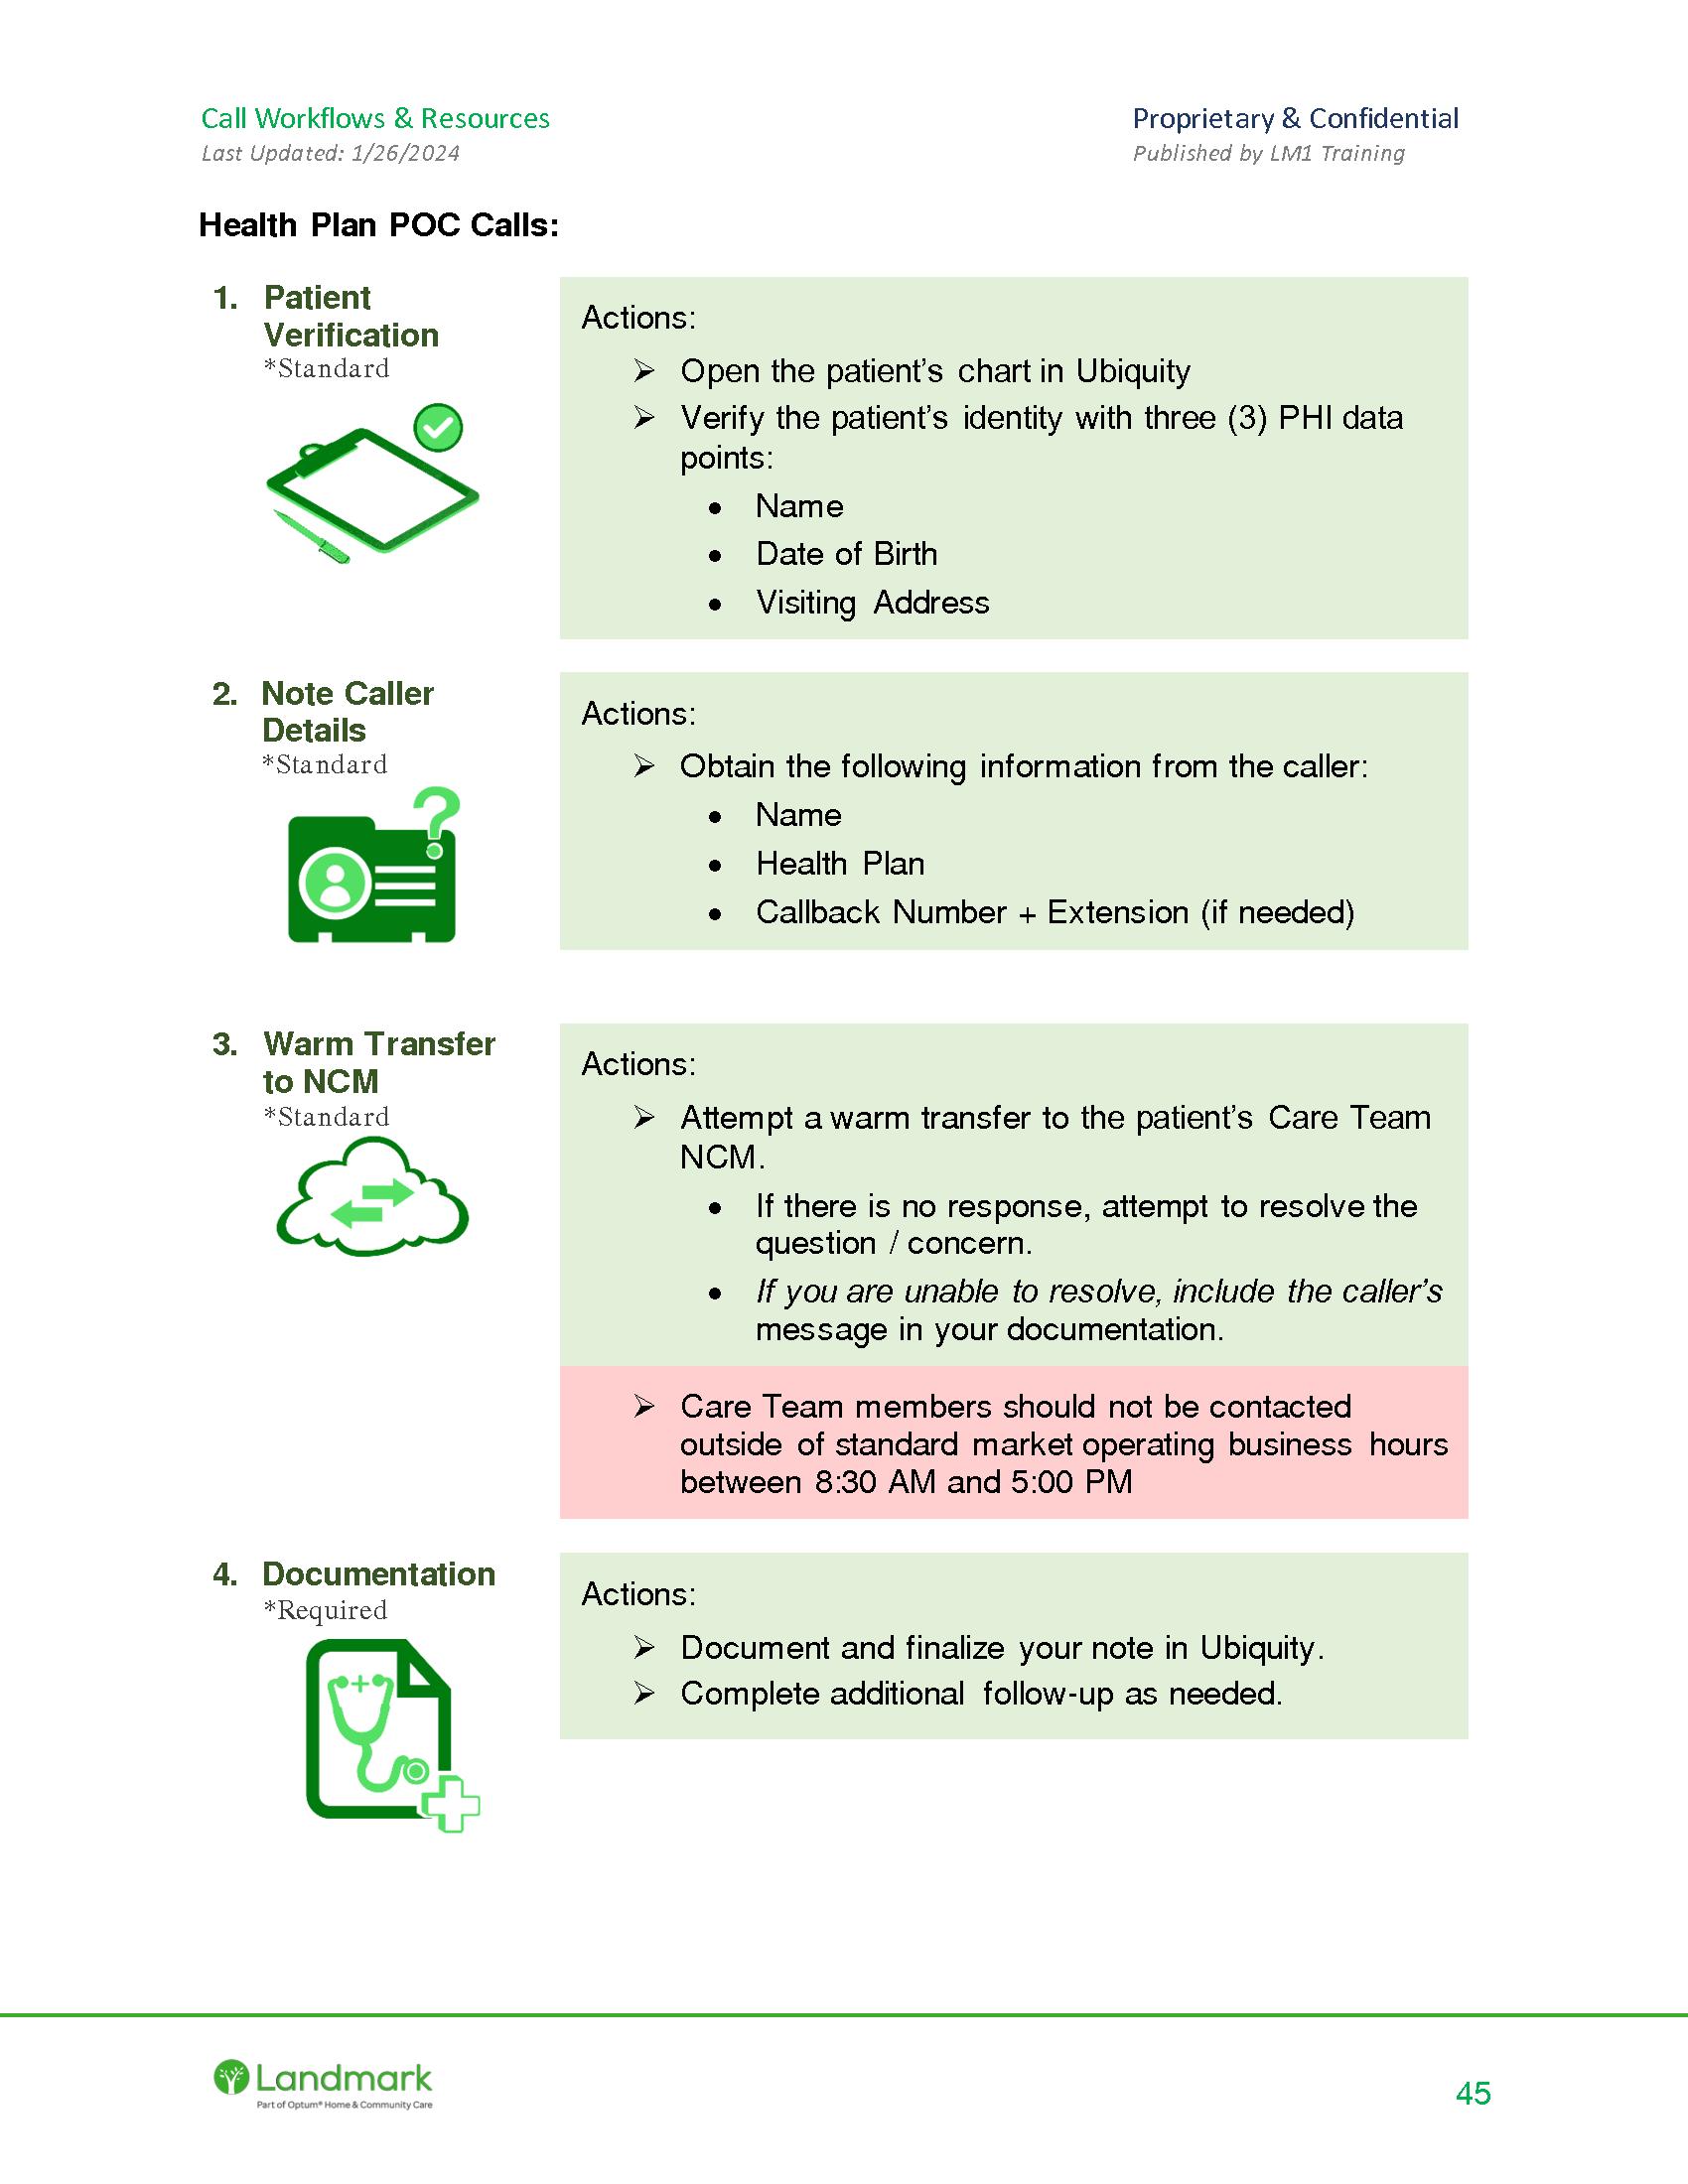 Call Workflows & Resources
Proprietary & Confidential
Last Updated: 1/26/2024
Published by LM1 Training
Health Plan POC Calls:
1. Patient
Verification
*Standard
Actions:
➢ Open the patient’s chart in Ubiquity
➢ Verify the patient’s identity with three (3) PHI data
points:
• Name
• Date of Birth
• Visiting Address
2. Note Caller
Details
*Standard
Actions:
➢ Obtain the following information from the caller:
• Name
• Health Plan
• Callback Number + Extension (if needed)
3. Warm Transfer
to NCM
*Standard
Actions:
➢ Attempt a warm transfer to the patient’s Care Team
NCM.
• If there is no response, attempt to resolve the
question / concern.
• If you are unable to resolve, include the caller’s
message in your documentation.
➢ Care Team members should not be contacted
outside of standard market operating business hours
between 8:30 AM and 5:00 PM
4. Documentation
*Required
Actions:
➢ Document and finalize your note in Ubiquity.
➢ Complete additional follow-up as needed.
Landmark
Part of Optum® Home & Community Care
45